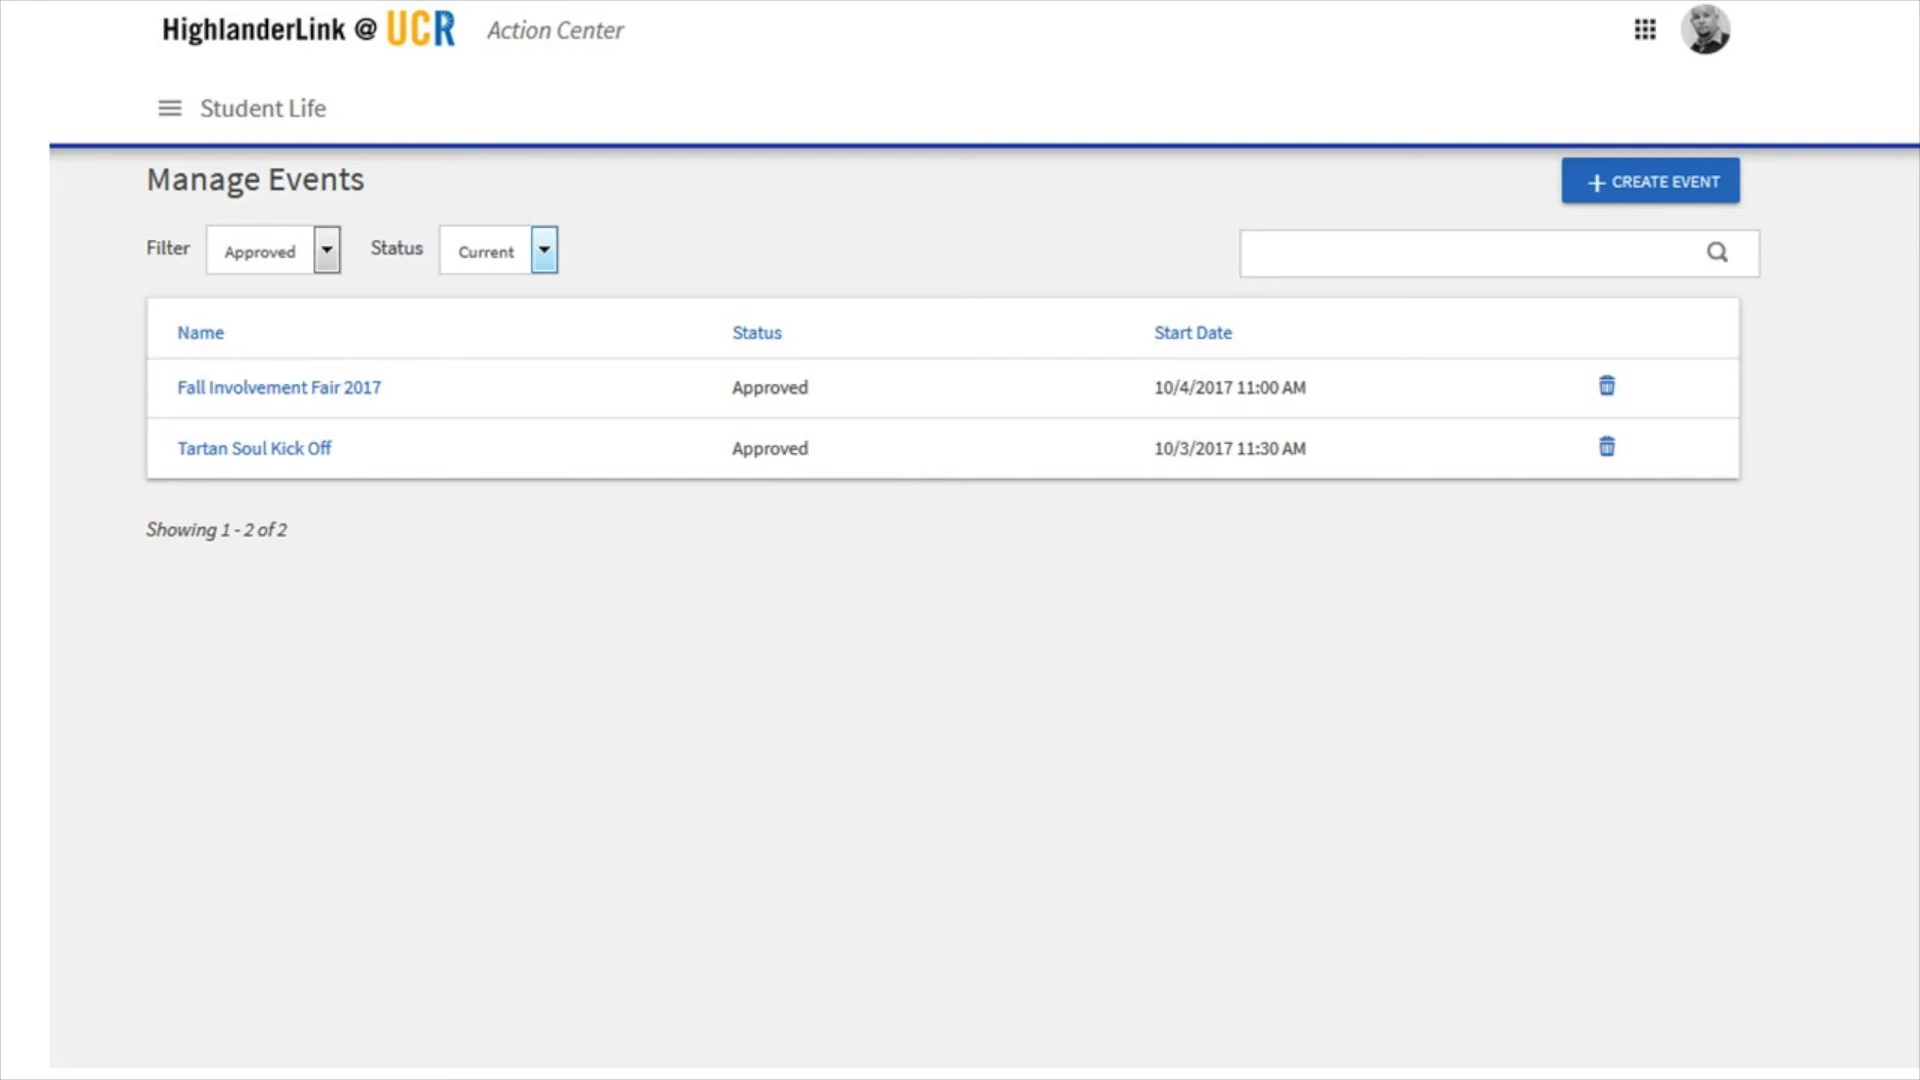 HighlanderLink @ UCR Action Center
Student Life
Manage Events
+ CREATE EVENT
Filter Approved Status Current
Name Status Start Date
Fall Involvement Fair 2017 Approved 10/4/2017 11:00 AM
Tartan Soul Kick Off Approved 10/3/2017 11:30 AM
Showing 1 - 2 of 2